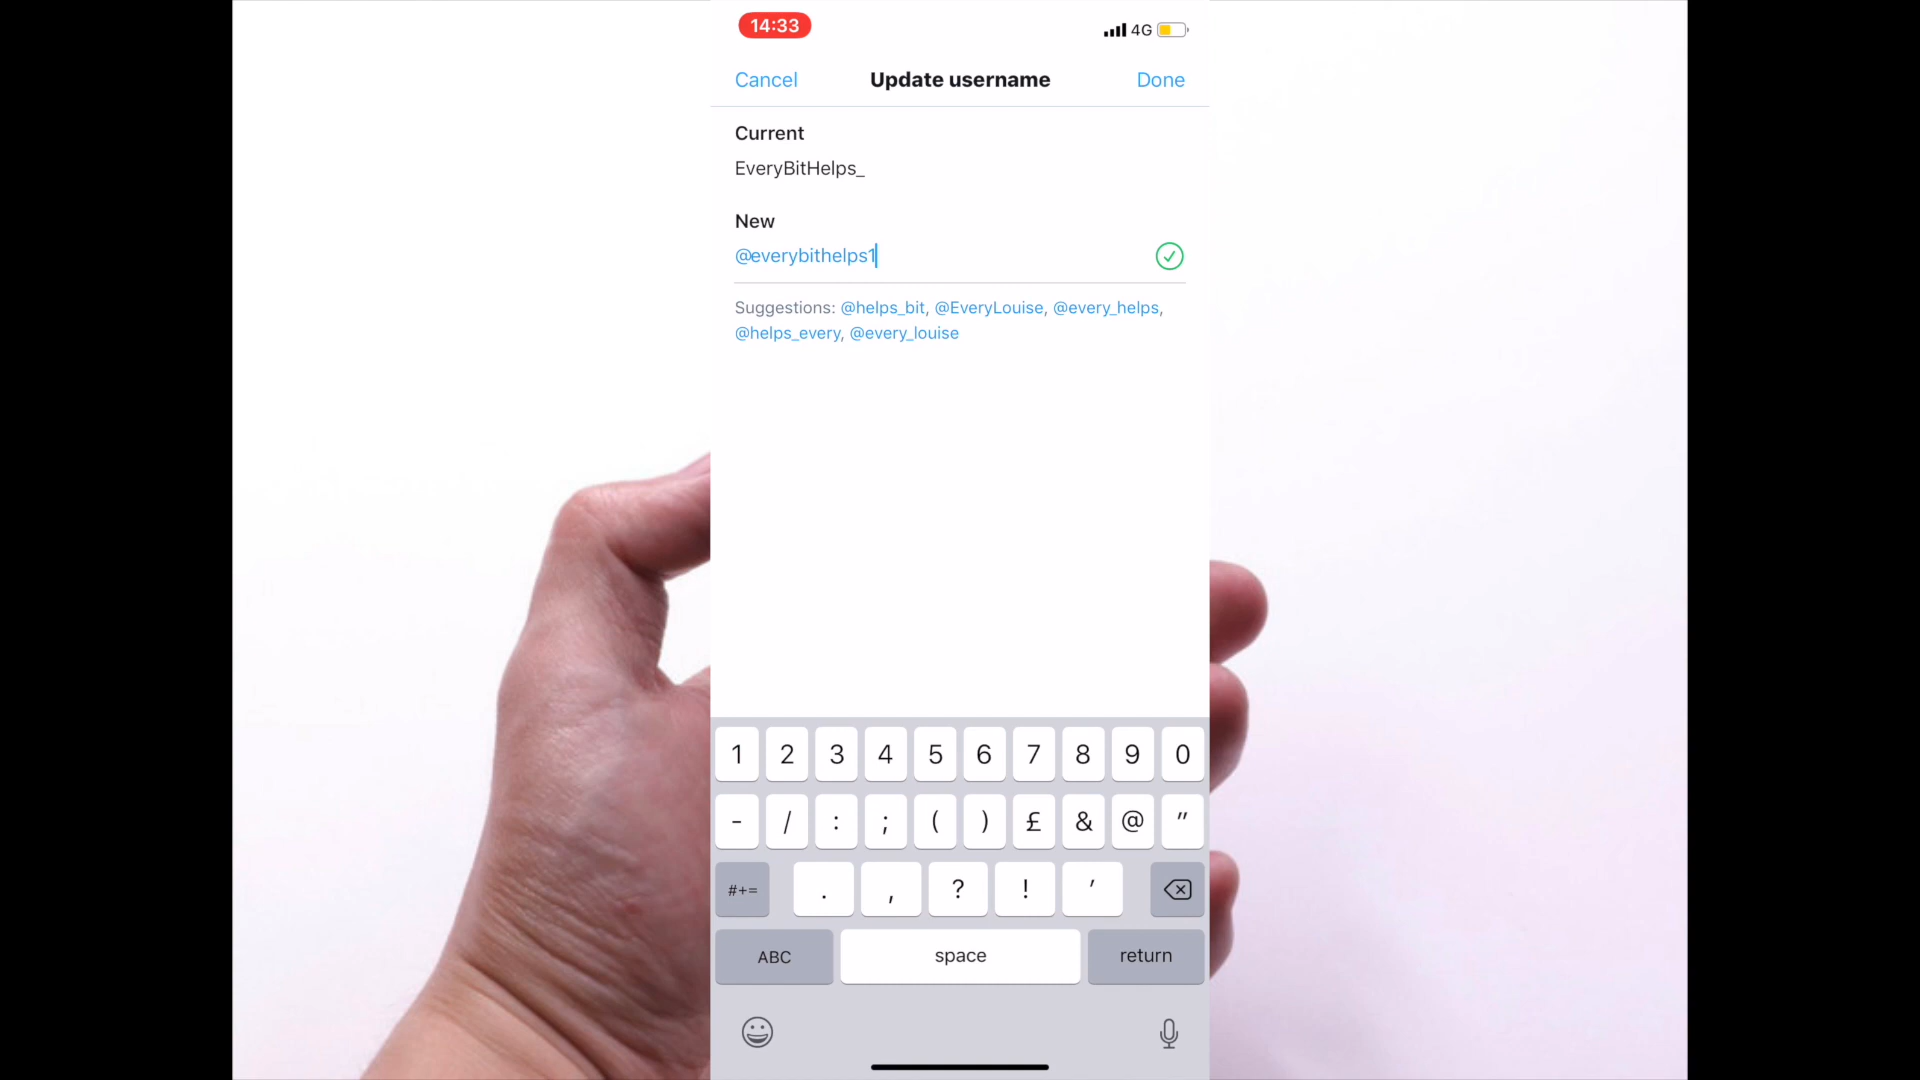 14:33
4G
Cancel Update username Done
Current
EveryBitHelps_
New
@everybithelps1
Suggestions: @helps_bit, @EveryLouise, @every_helps,
@helps_every, @every_louise
1 2 3 4 5 6 7 8 9 0
- / : ; ( ) £ & @ "
#+= . , ? ! '
ABC space return